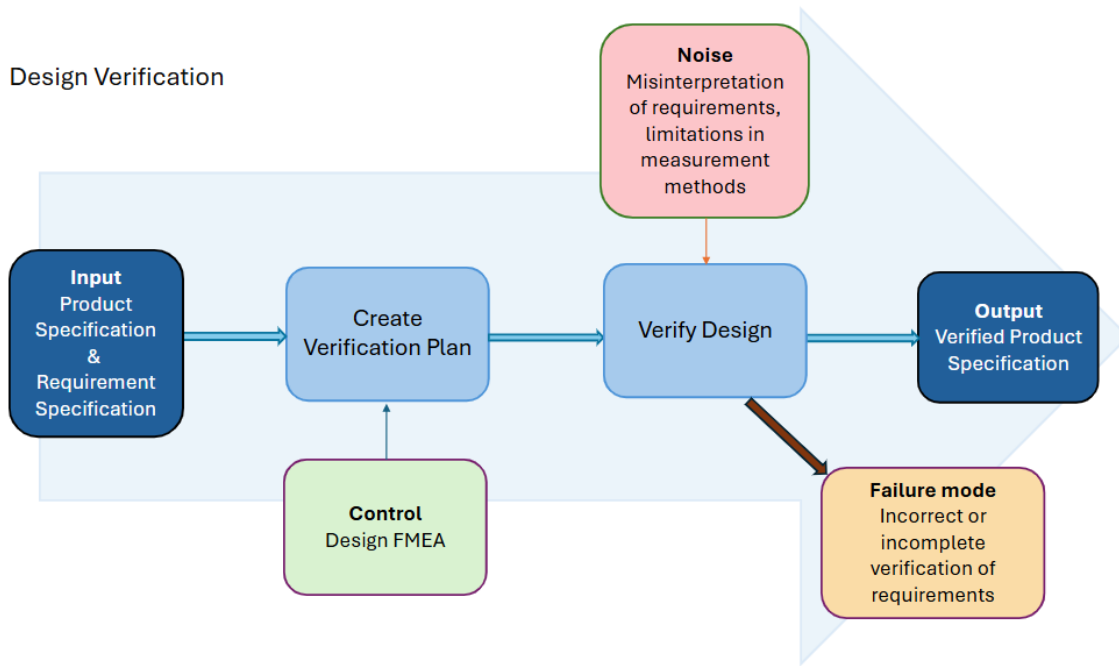 Design Verification
Noise
Misinterpretation
of requirements,
limitations in
measurement
methods
Input
Product
Specification
&
Requirement
Specification
Create
Verification Plan
Verify Design
Output
Verified Product
Specification
Control
Design FMEA
Failure mode
Incorrect or
incomplete
verification of
requirements